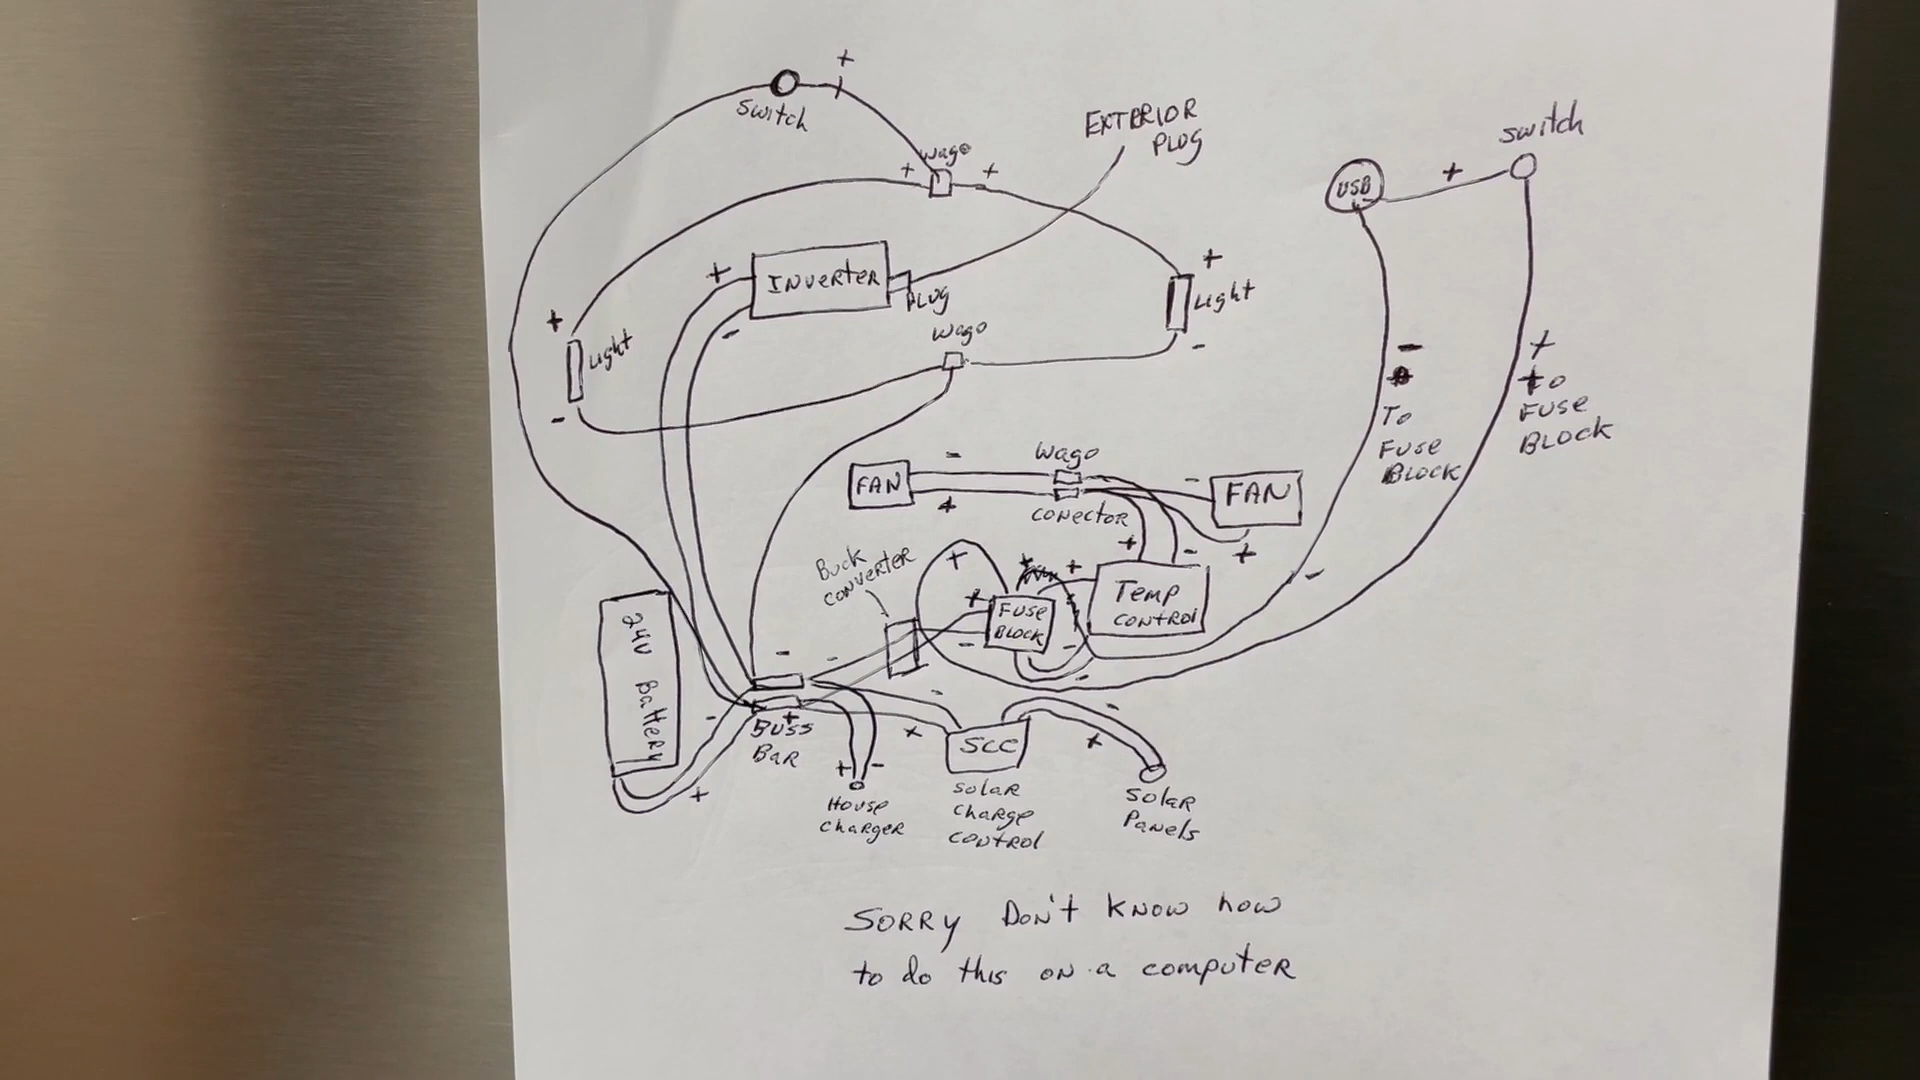 +
Switch
Wago
+ +
EXTERIOR
PLUG
switch
USB
+
+
INVERTER
PLUG
-
+
Light
-
Wago
+
Light
-
-
To
FUSE
BLOCK
+
to
FUSE
BLOCK
-
Wago
FAN
-
+
CONECTOR
-
FAN
+
+
-
Buck
CONVERTER
+
+
+
+
FUSE
BLOCK
-
-
-
Temp
CONTROL
-
24V Battery
-
+
-
-
+
BUSS
BAR
+ -
House
CHARGER
-
+
SCC
SOLAR
CHARGE
CONTROL
-
+
SOLAR
PANELS
SORRY DON'T KNOW HOW
to do this ON a computER